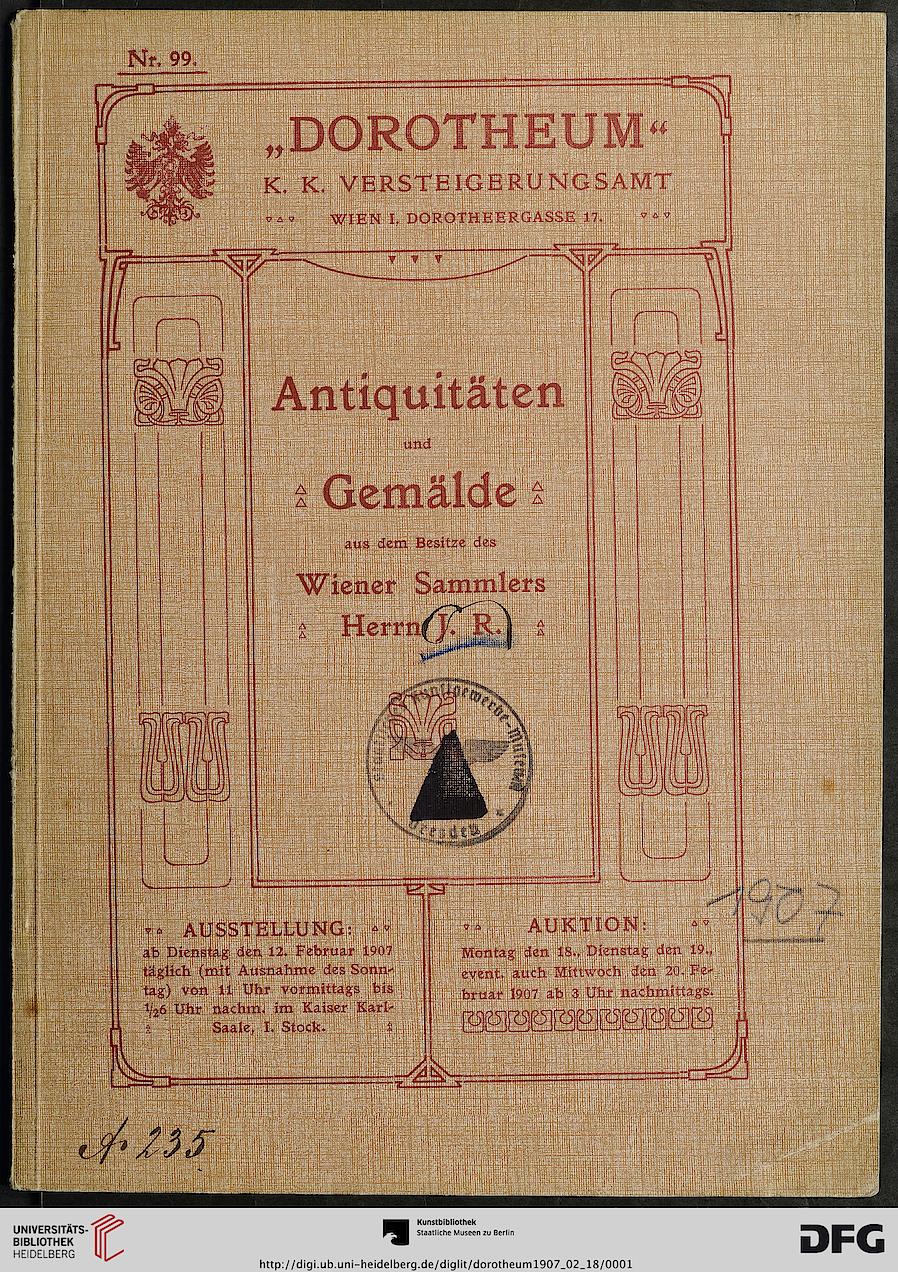 Nr. 99.
„DOROTHEUM“
K. K. VERSTEIGERUNGSAMT
WIEN I. DOROTHEERGASSE 17.
Antiquitäten
und
Gemälde
aus dem Besitze des
Wiener Sammlers
Herrn J. R.
Kunstgewerbe-Museum
Dresden
1907
AUSSTELLUNG:
ab Dienstag den 12. Februar 1907
täglich (mit Ausnahme des Sonn-
tag) von 11 Uhr vormittags bis
1/26 Uhr nachm. im Kaiser Karl-
Saale, I. Stock.
AUKTION:
Montag den 18., Dienstag den 19.,
event. auch Mittwoch den 20. Fe-
bruar 1907 ab 3 Uhr nachmittags.
235
UNIVERSITÄTS-
BIBLIOTHEK
HEIDELBERG
Kunstbibliothek
Staatliche Museen zu Berlin
DFG
http://digi.ub.uni-heidelberg.de/diglit/dorotheum1907_02_18/0001